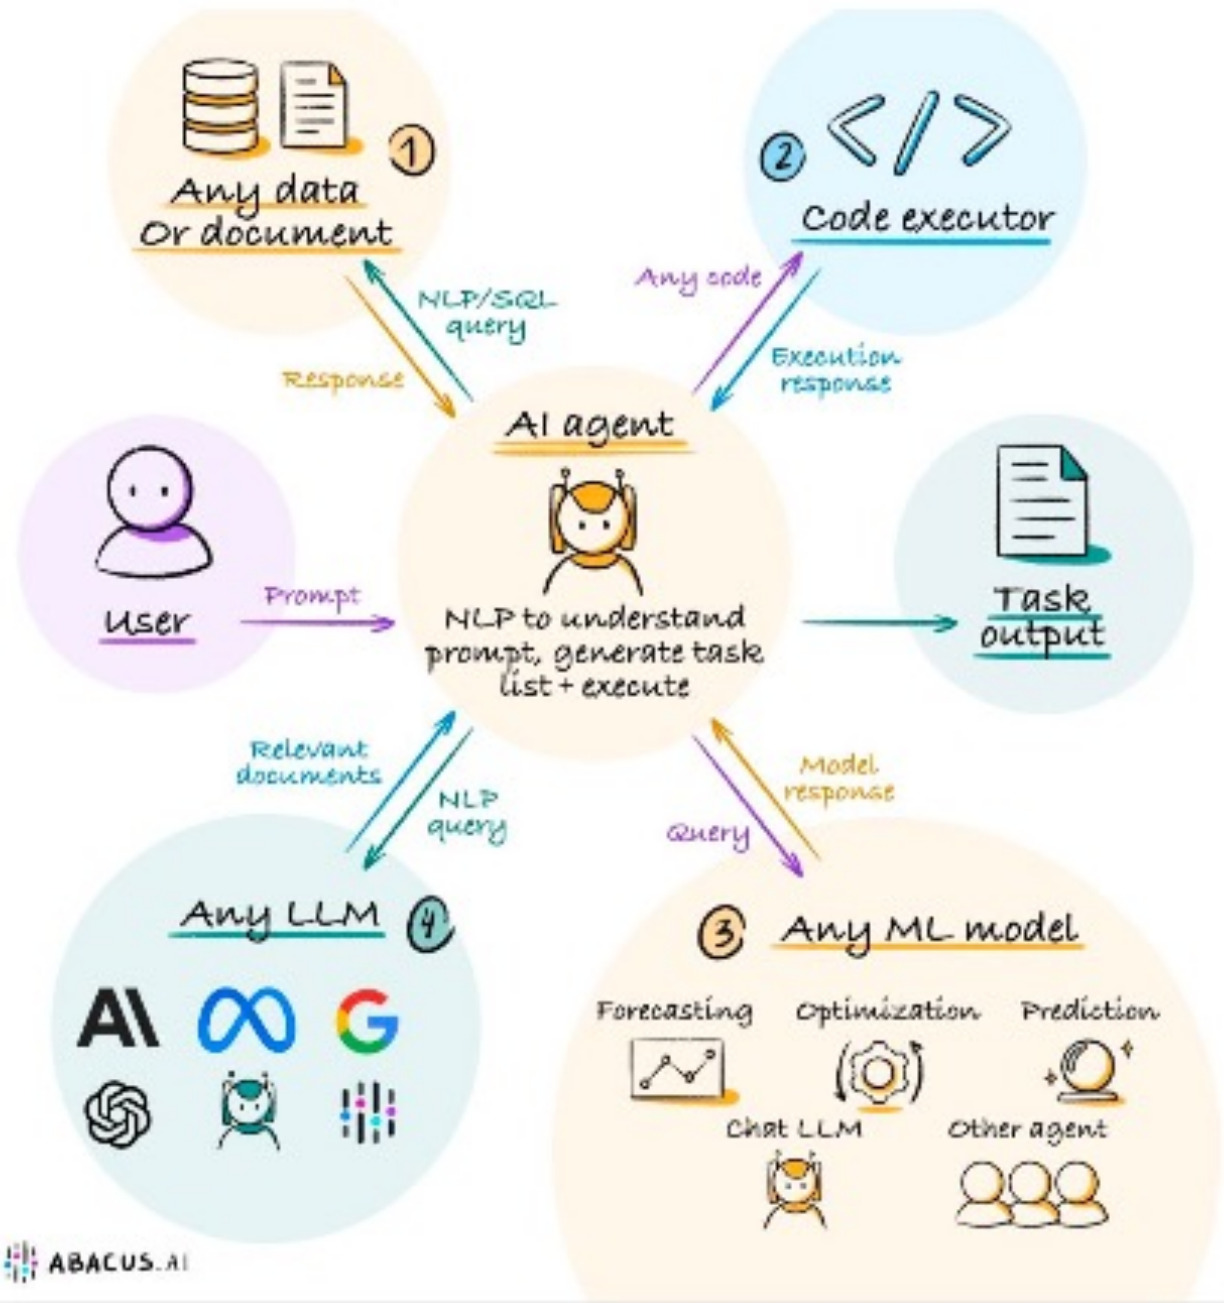 1
Any data
Or document
2
Code executor
NLP/SQL
query
Response
Any code
Execution
response
AI agent
User
Prompt
NLP to understand
prompt, generate task
list + execute
Task
output
Relevant
documents
NLP
query
Model
response
Query
Any LLM
4
AI
G
3
Any ML model
Forecasting
Optimization
Prediction
Chat LLM
Other agent
ABACUS.AI